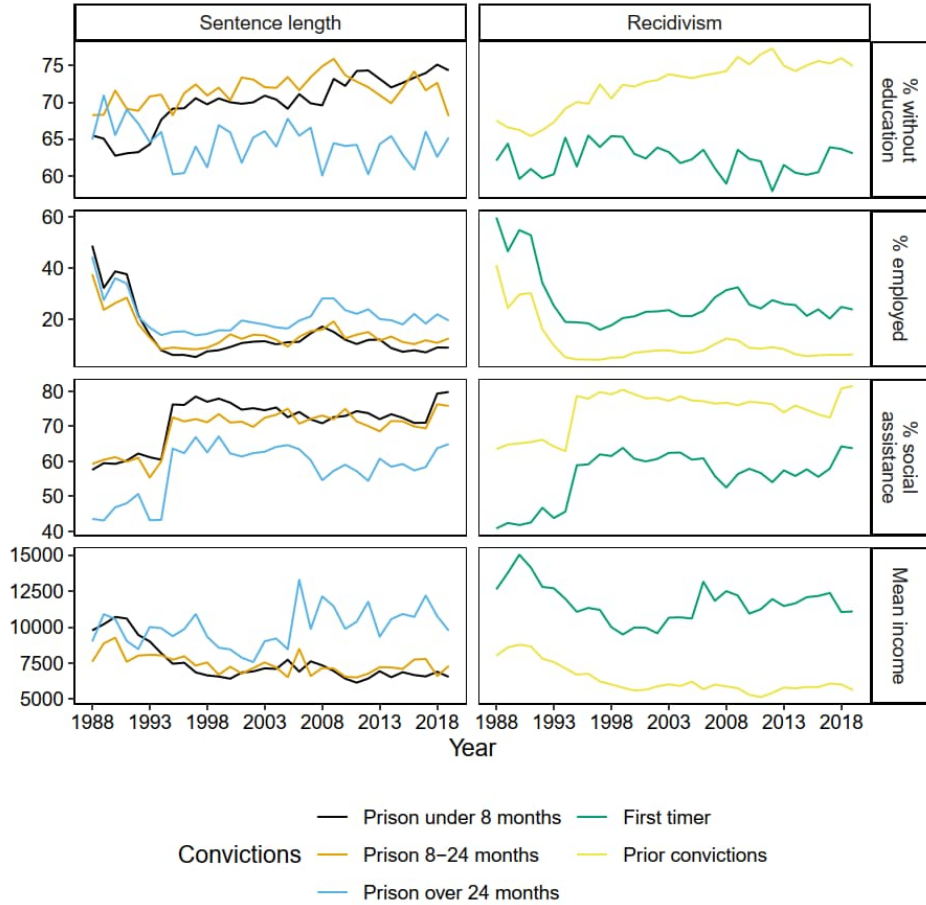 Sentence length
Recidivism
75
70
65
60
% without
education
60
40
20
% employed
80
70
60
50
40
% social
assistance
15000
12500
10000
7500
5000
Mean income
1988 1993 1998 2003 2008 2013 2018
1988 1993 1998 2003 2008 2013 2018
Year
Convictions
Prison under 8 months
Prison 8–24 months
Prison over 24 months
First timer
Prior convictions